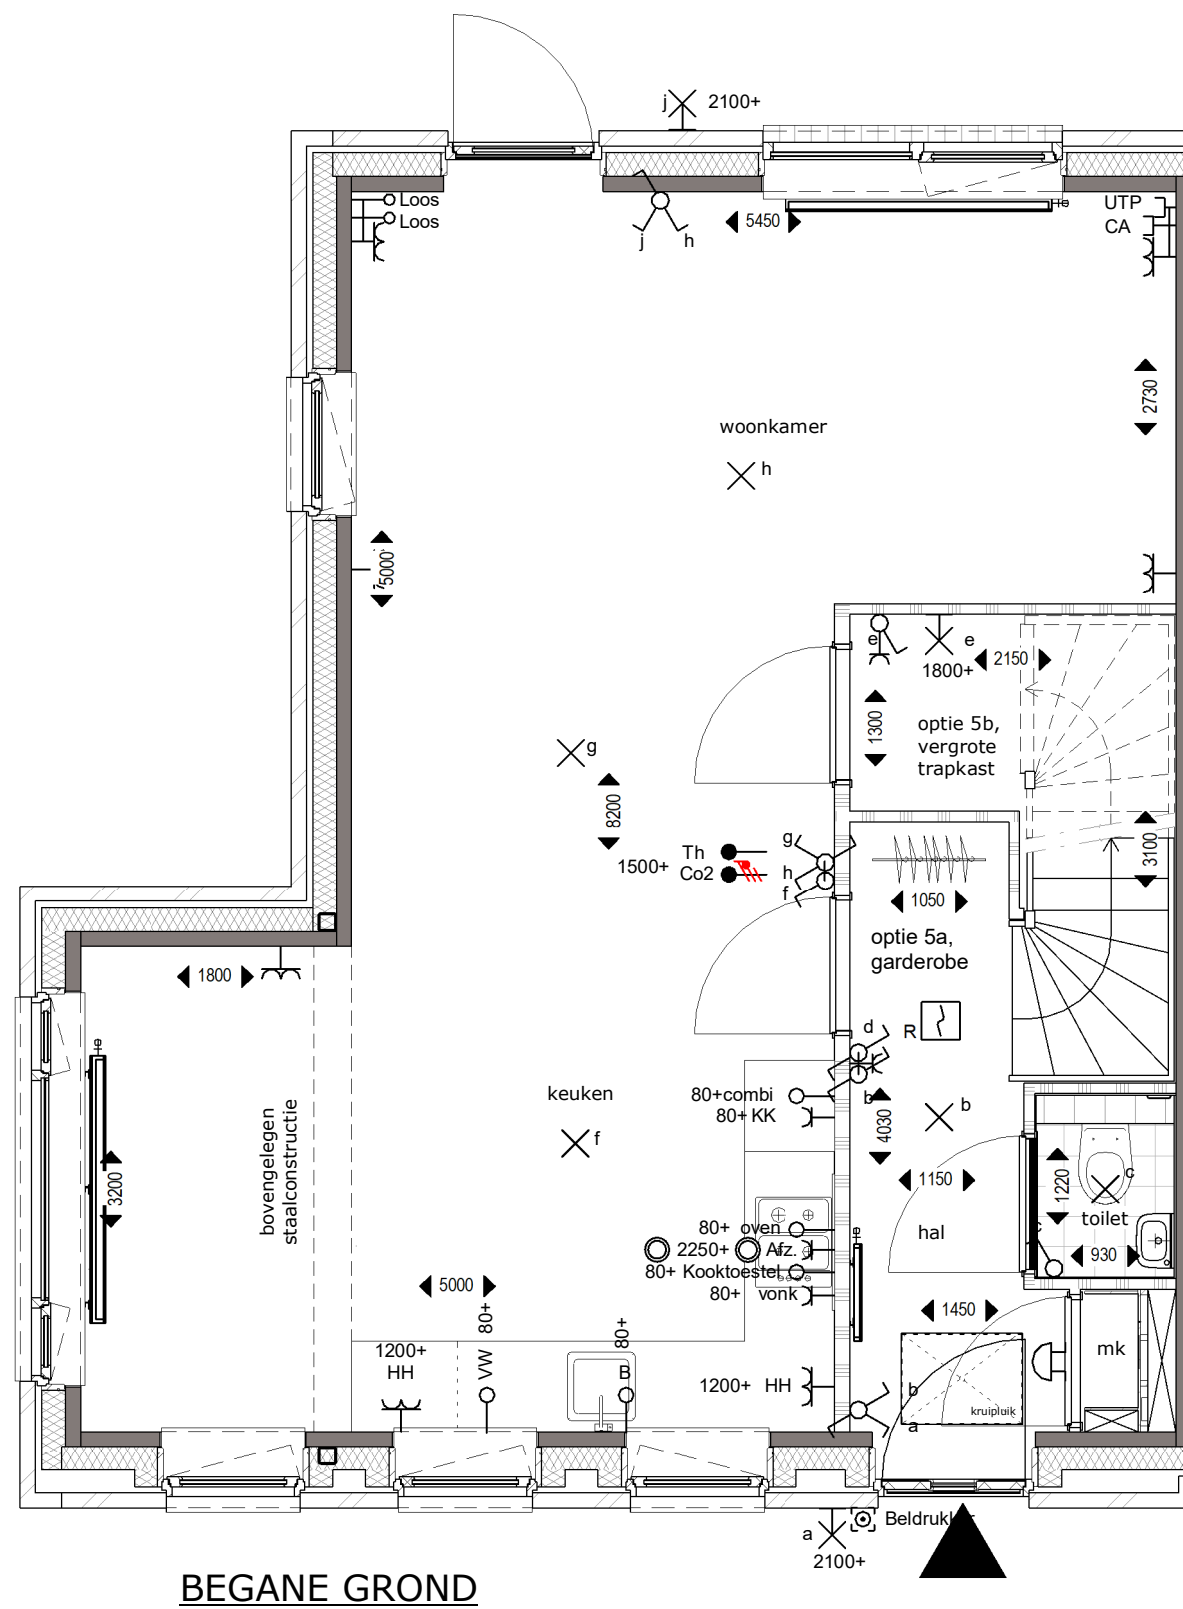 j 2100+
Loos
Loos
j h
5450
UTP
CA
2730
woonkamer
h
5000
e e
1800+
2150
1300
optie 5b,
vergrote
trapkast
g
8200
3100
g
Th
1500+
Co2
h
f
1050
optie 5a,
garderobe
1800
R
d
keuken
80+combi
b
80+ KK
b
f
4030
bovengelegen
staalconstructie
3200
1150
1220
c
toilet
c
930
hal
80+ oven
2250+ Afz.
80+ Kooktoestel
80+ vonk
5000
1450
80+
80+
1200+
HH
VW
B
1200+ HH
b
a
mk
kruipluik
a
2100+
Beldrukker
BEGANE GROND